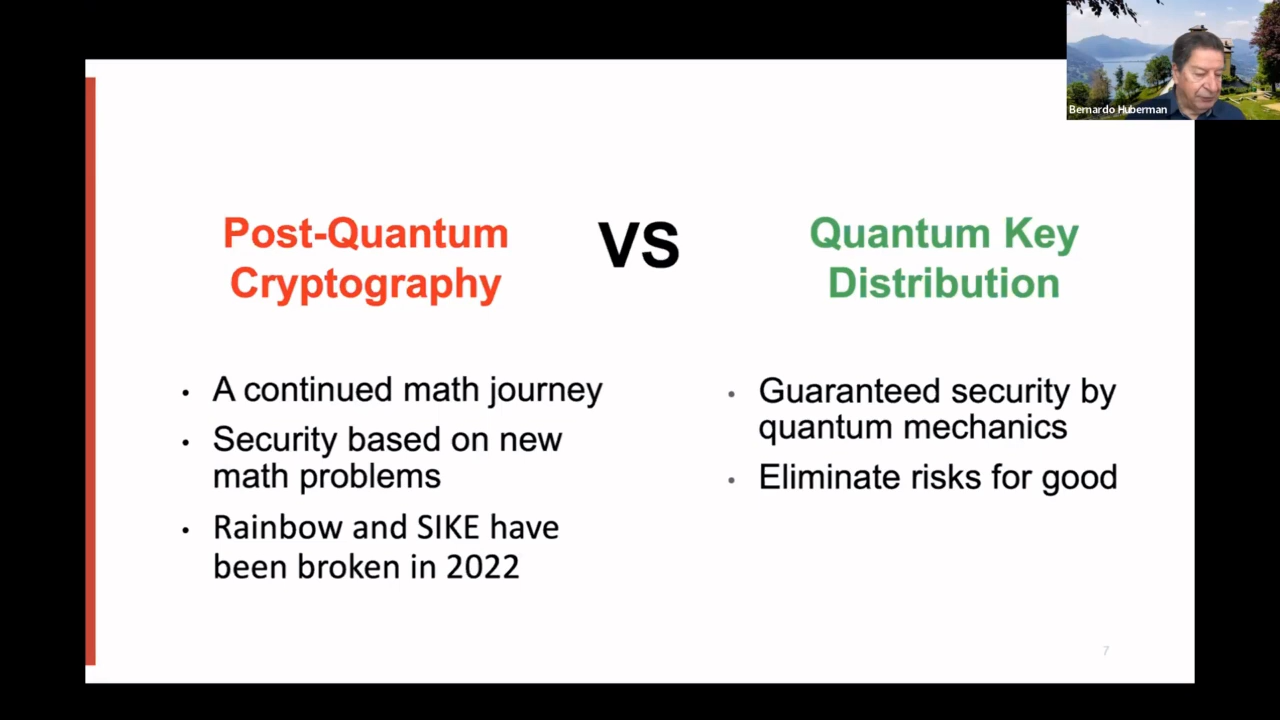 Bernardo Huberman
Post-Quantum
Cryptography
VS
Quantum Key
Distribution
• A continued math journey
• Security based on new
math problems
• Rainbow and SIKE have
been broken in 2022
• Guaranteed security by
quantum mechanics
• Eliminate risks for good
7